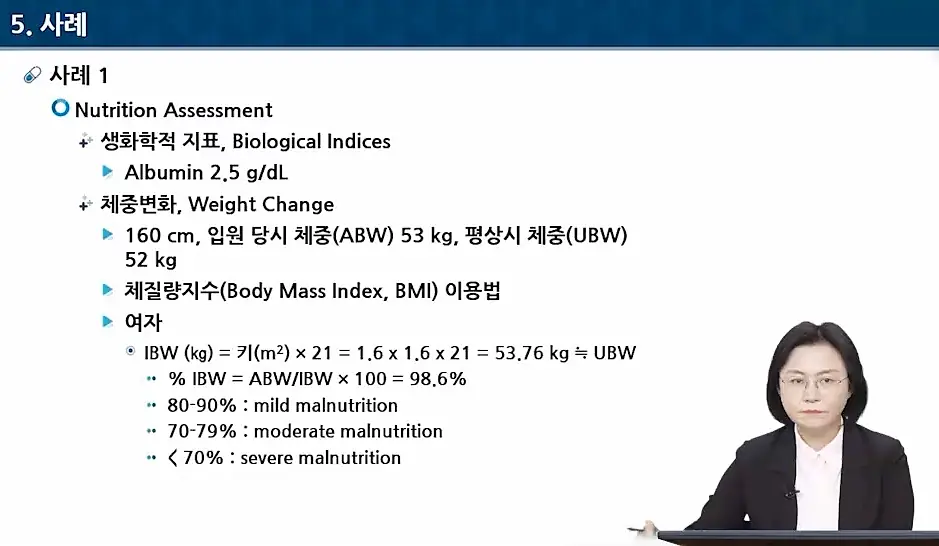 5. 사례
사례 1
Nutrition Assessment
생화학적 지표, Biological Indices
Albumin 2.5 g/dL
체중변화, Weight Change
160 cm, 입원 당시 체중(ABW) 53 kg, 평상시 체중(UBW)
52 kg
체질량지수(Body Mass Index, BMI) 이용법
여자
IBW (㎏) = 키(m²) × 21 = 1.6 x 1.6 x 21 = 53.76 kg ≒ UBW
% IBW = ABW/IBW × 100 = 98.6%
80-90% : mild malnutrition
70-79% : moderate malnutrition
< 70% : severe malnutrition